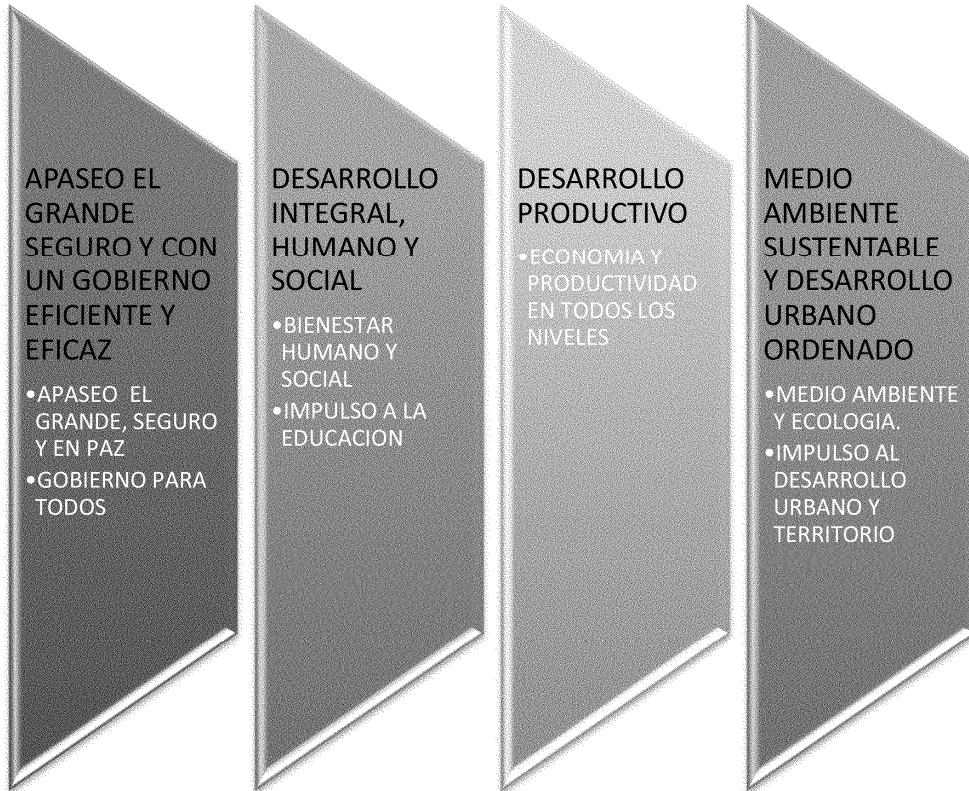 APASEO EL
GRANDE
SEGURO Y CON
UN GOBIERNO
EFICIENTE Y
EFICAZ
•APASEO  EL
GRANDE, SEGURO
Y EN PAZ
•GOBIERNO PARA
TODOS
DESARROLLO
INTEGRAL,
HUMANO Y
SOCIAL
•BIENESTAR
HUMANO Y
SOCIAL
•IMPULSO A LA
EDUCACION
DESARROLLO
PRODUCTIVO
•ECONOMIA Y
PRODUCTIVIDAD
EN TODOS LOS
NIVELES
MEDIO
AMBIENTE
SUSTENTABLE
Y DESARROLLO
URBANO
ORDENADO
•MEDIO AMBIENTE
Y ECOLOGIA.
•IMPULSO AL
DESARROLLO
URBANO Y
TERRITORIO